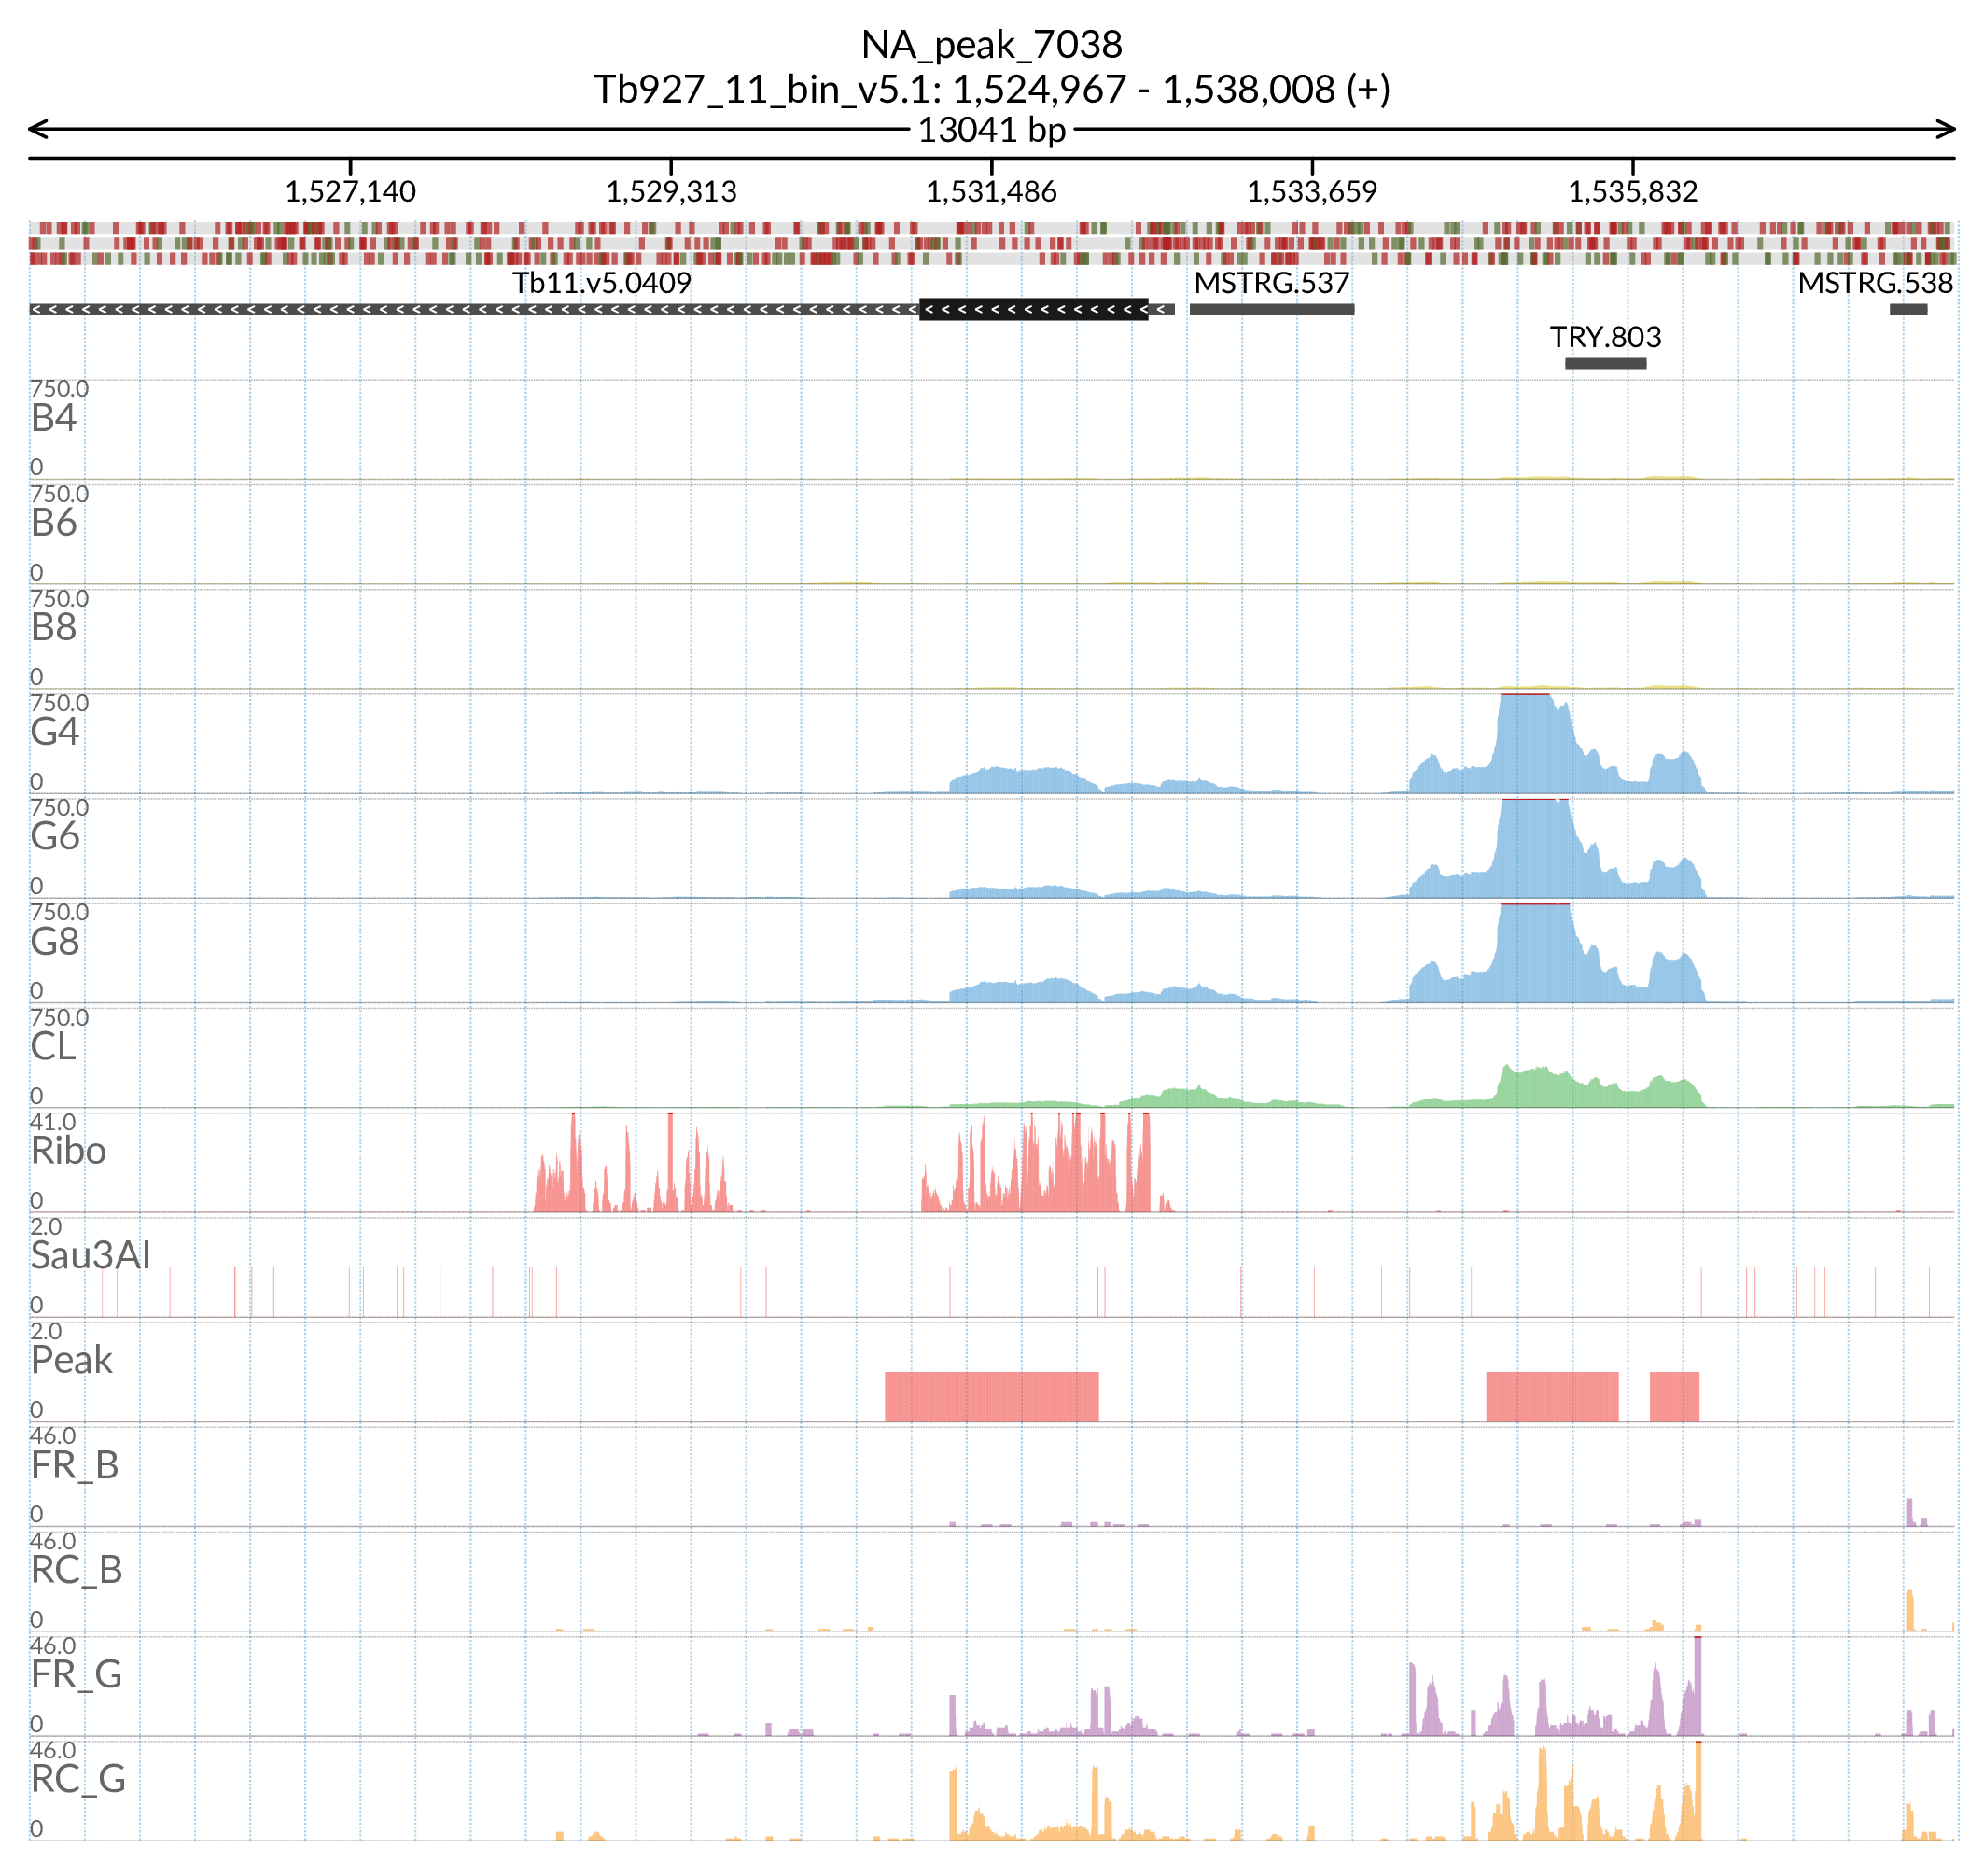 NA_peak_7038
Tb927_11_bin_v5.1: 1,524,967 - 1,538,008 (+)
13041 bp
1,527,140 1,529,313 1,531,486 1,533,659 1,535,832
Tb11.v5.0409 MSTRG.537 MSTRG.538
TRY.803
750.0
B4
0
750.0
B6
0
750.0
B8
0
750.0
G4
0
750.0
G6
0
750.0
G8
0
750.0
CL
0
41.0
Ribo
0
2.0
Sau3AI
0
2.0
Peak
0
46.0
FR_B
0
46.0
RC_B
0
46.0
FR_G
0
46.0
RC_G
0